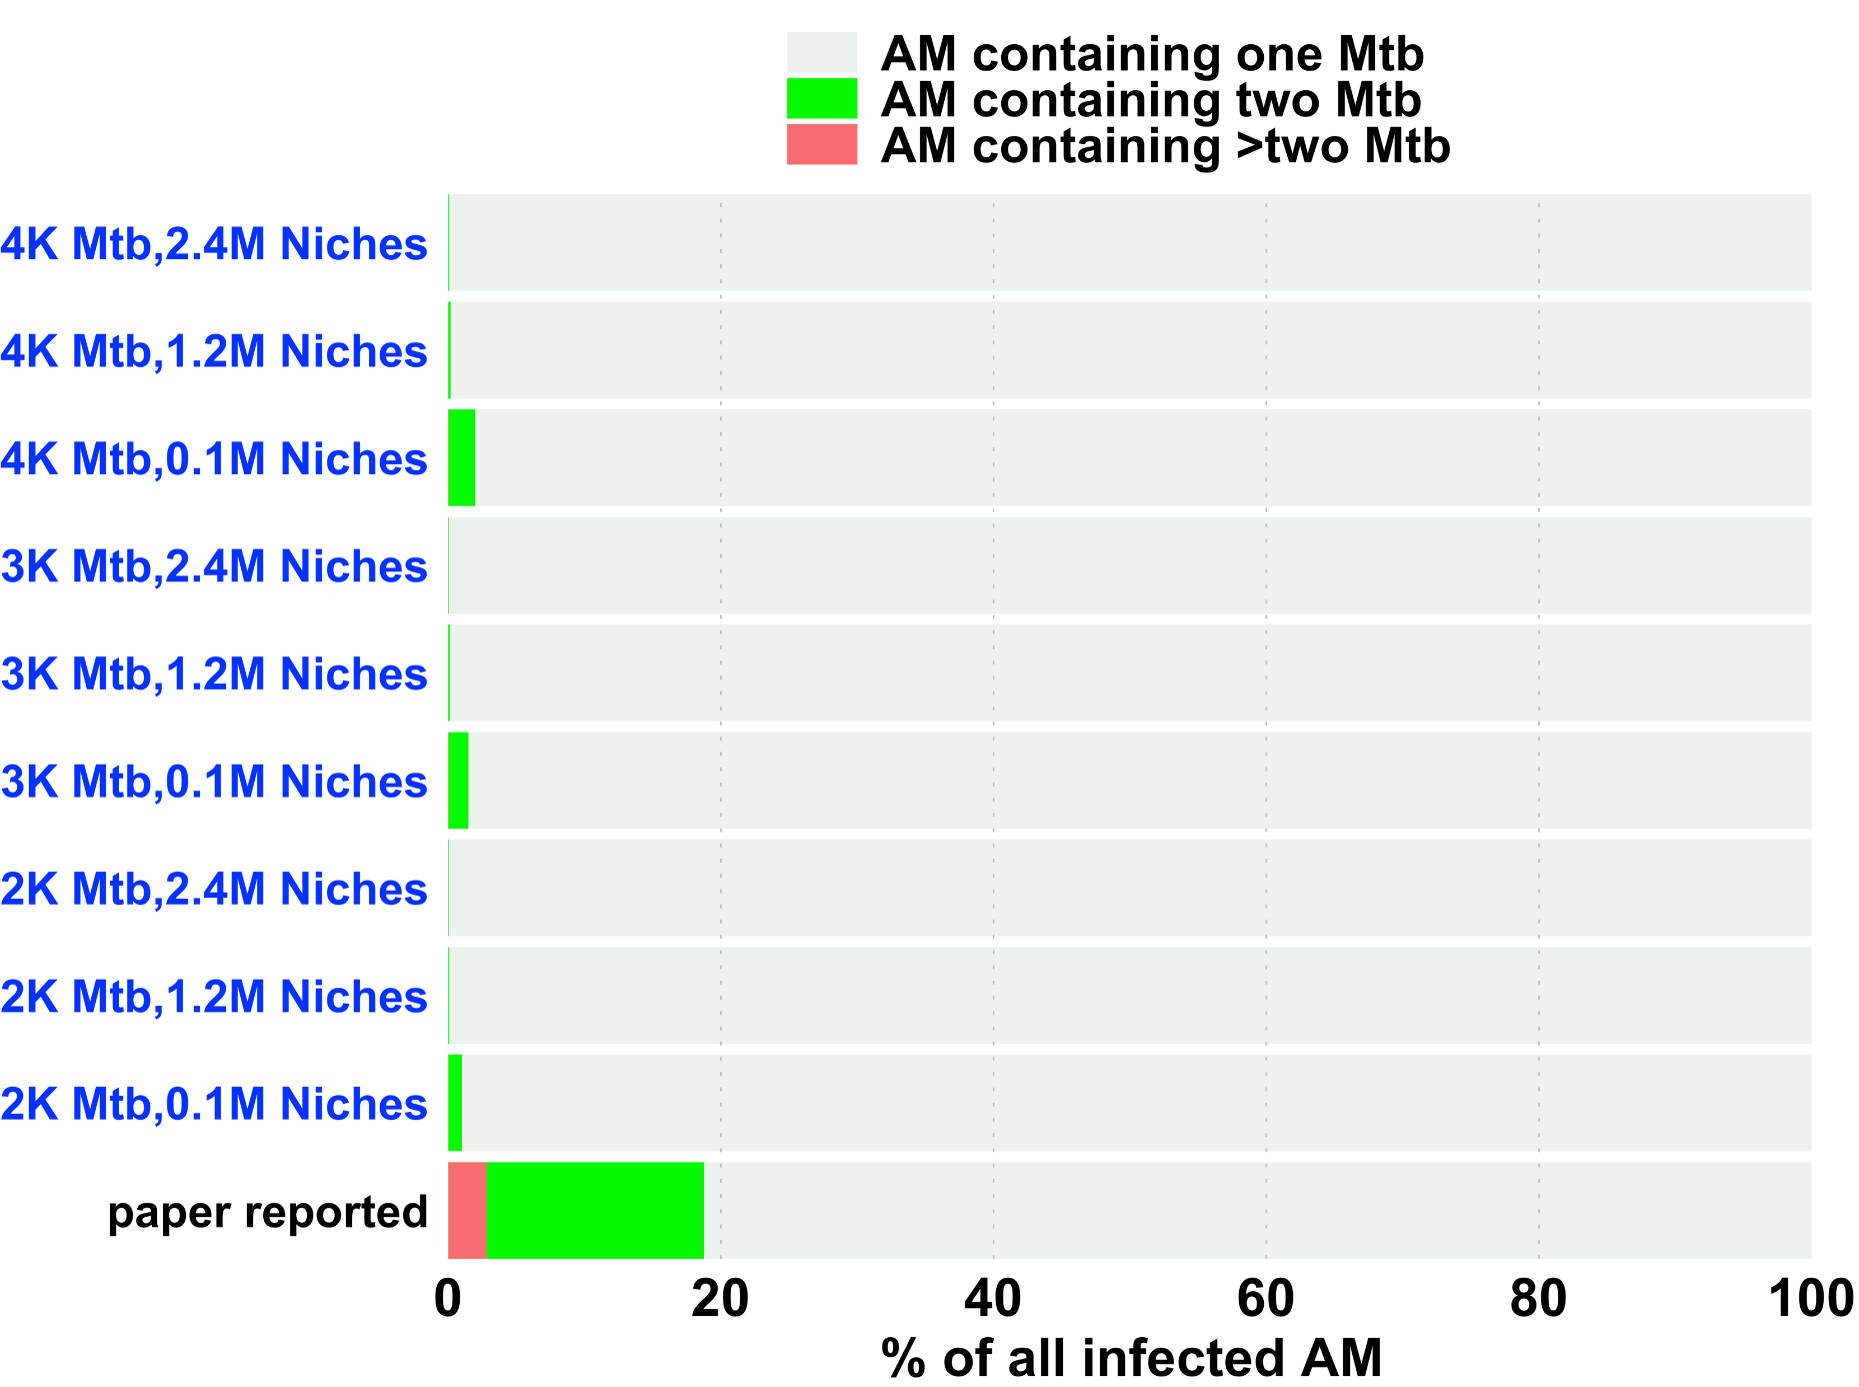 AM containing one Mtb
AM containing two Mtb
AM containing >two Mtb
4K Mtb,2.4M Niches
4K Mtb,1.2M Niches
4K Mtb,0.1M Niches
3K Mtb,2.4M Niches
3K Mtb,1.2M Niches
3K Mtb,0.1M Niches
2K Mtb,2.4M Niches
2K Mtb,1.2M Niches
2K Mtb,0.1M Niches
paper reported
0 20 40 60 80 100
% of all infected AM